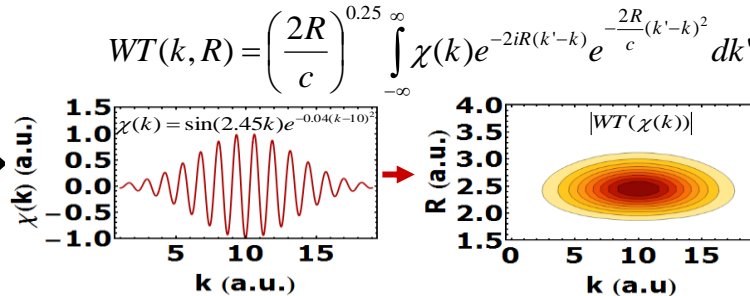 WT(k, R) = (2R/c)^0.25 ∫_{-∞}^{∞} χ(k)e^{-2iR(k'-k)} e^{-\frac{2R}{c}(k'-k)^2} dk'
χ(k) = sin(2.45k)e^{-0.04(k-10)^2}
χ(k) (a.u.)
1.5
1.0
0.5
0.0
−0.5
−1.0
5 10 15
k (a.u.)
|WT(χ(k))|
R (a.u.)
4.0
3.5
3.0
2.5
2.0
1.5
0 5 10 15
k (a.u)